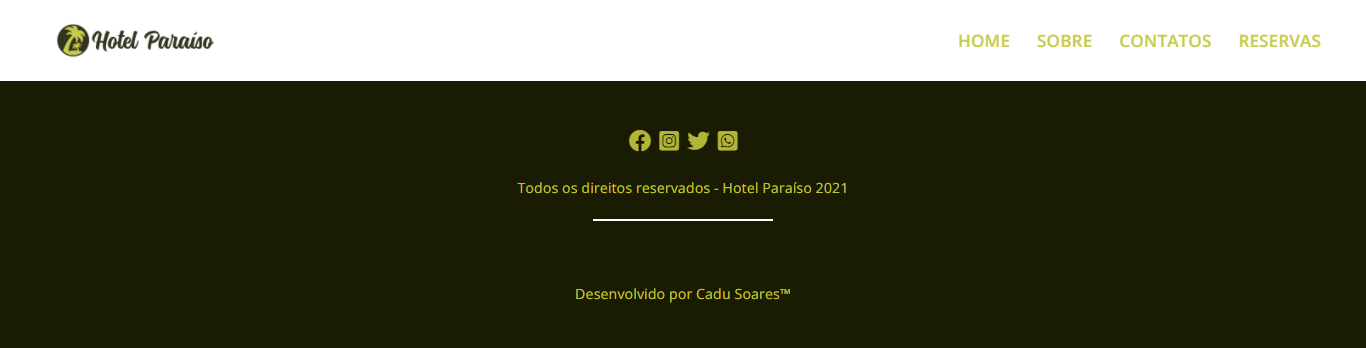 Hotel Paraíso
HOME SOBRE CONTATOS RESERVAS
Todos os direitos reservados - Hotel Paraíso 2021
Desenvolvido por Cadu Soares™